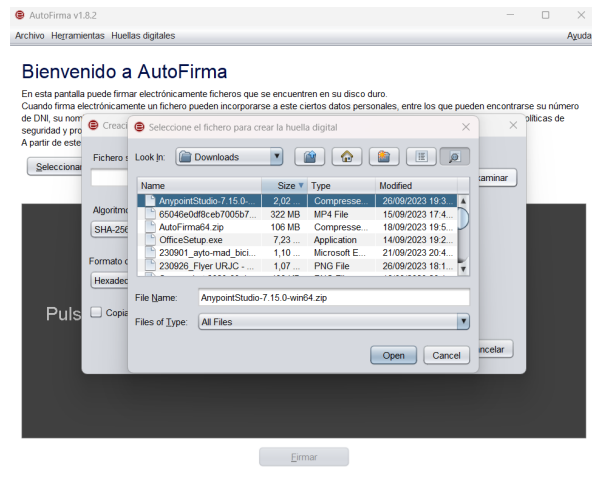 AutoFirma v1.8.2
Archivo Herramientas Huellas digitales Ayuda
Bienvenido a AutoFirma
En esta pantalla puede firmar electrónicamente ficheros que se encuentren en su disco duro.
Cuando firma electrónicamente un fichero pueden incorporarse a este ciertos datos personales, entre los que pueden encontrarse su número
de DNI, su nom
seguridad y pro
A partir de este
Seleccionar
Creaci
Fichero s
Algoritmo
SHA-256
Formato d
Hexadec
Copia
Puls
Seleccione el fichero para crear la huella digital
Look In: Downloads
Name Size Type Modified
AnypointStudio-7.15.0-... 2,02 ... Compresse... 26/09/2023 19:3...
65046e0df8ceb7005b7... 322 MB MP4 File 15/09/2023 17:4...
AutoFirma64.zip 106 MB Compresse... 18/09/2023 19:5...
OfficeSetup.exe 7,23 ... Application 14/09/2023 19:2...
230901_ayto-mad_bici... 1,10 ... Microsoft E... 21/09/2023 20:4...
230926_Flyer URJC - ... 1,07 ... PNG File 26/09/2023 18:1...
File Name: AnypointStudio-7.15.0-win64.zip
Files of Type: All Files
Open Cancel
olíticas de
xaminar
ncelar
Firmar